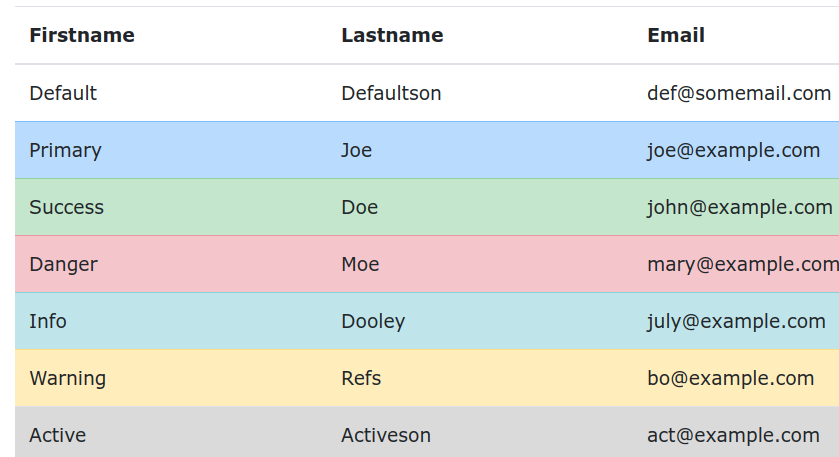 Firstname Lastname Email
Default Defaultson def@somemail.com
Primary Joe joe@example.com
Success Doe john@example.com
Danger Moe mary@example.com
Info Dooley july@example.com
Warning Refs bo@example.com
Active Activeson act@example.com